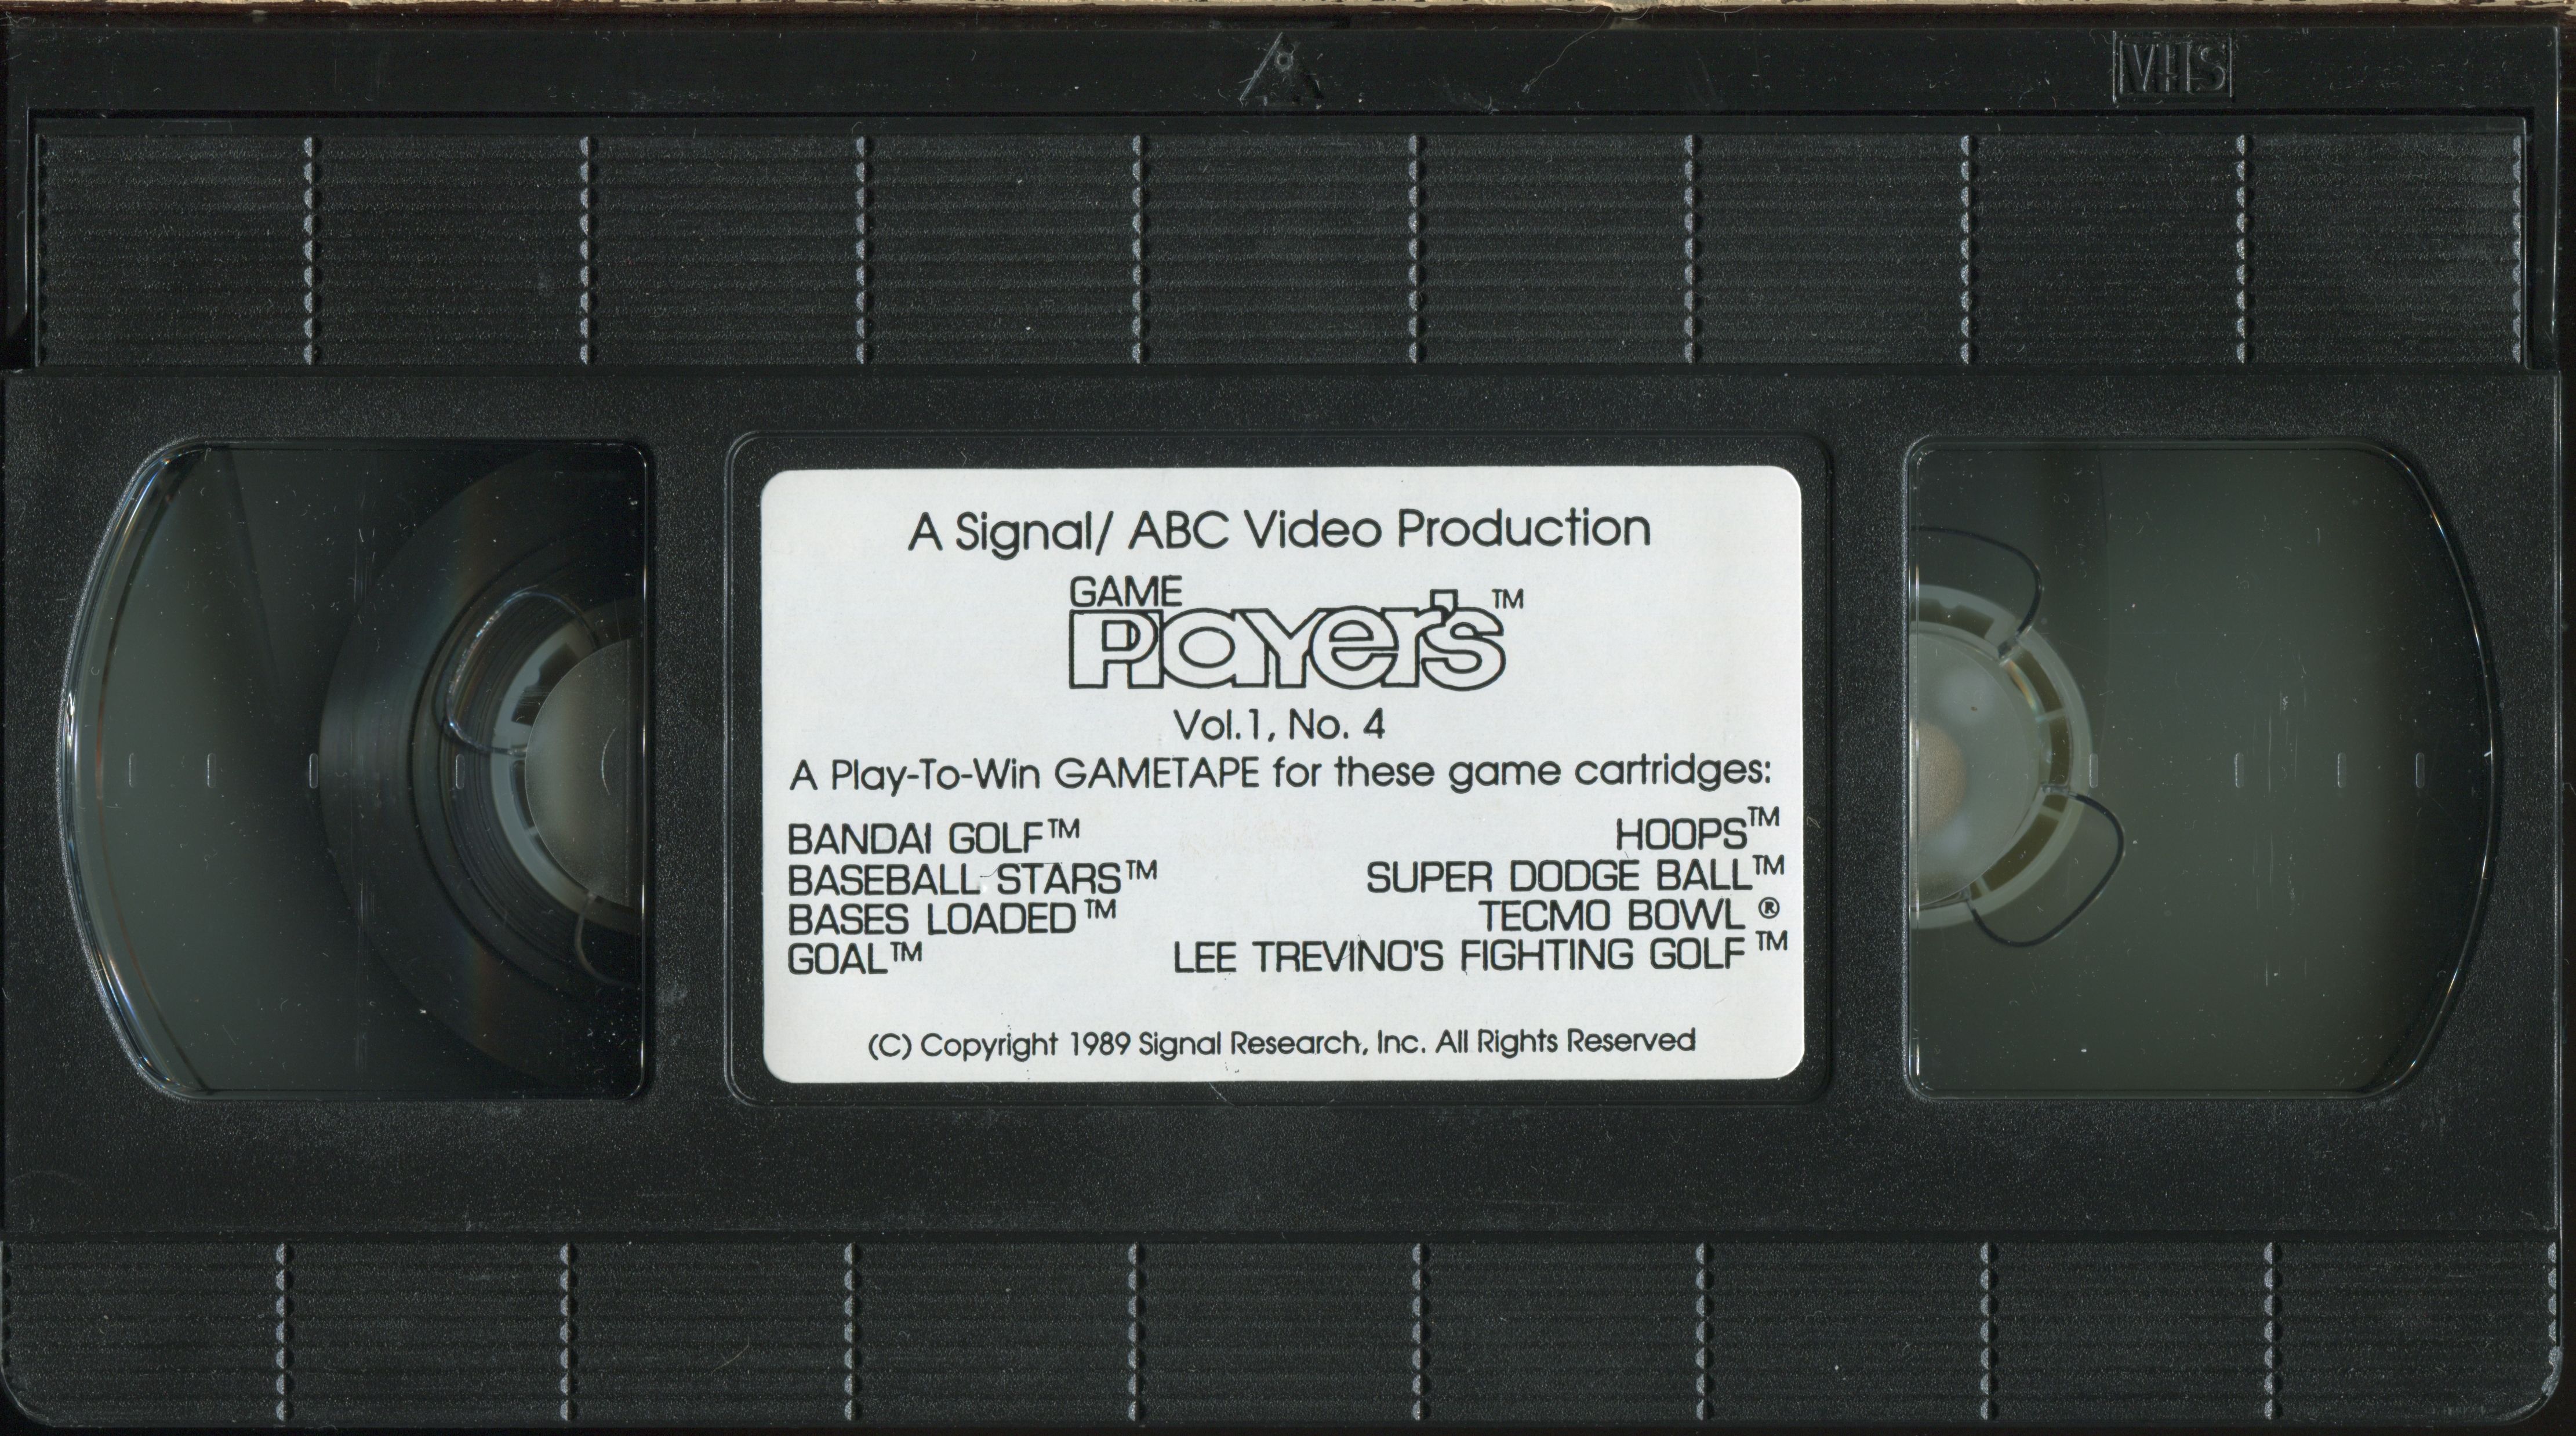 VHS
A Signal/ ABC Video Production
GAME
Player's™
Vol.1, No. 4
A Play-To-Win GAMETAPE for these game cartridges:
BANDAI GOLF™
BASEBALL STARS™
BASES LOADED™
GOAL™
HOOPS™
SUPER DODGE BALL™
TECMO BOWL ®
LEE TREVINO'S FIGHTING GOLF™
(C) Copyright 1989 Signal Research, Inc. All Rights Reserved